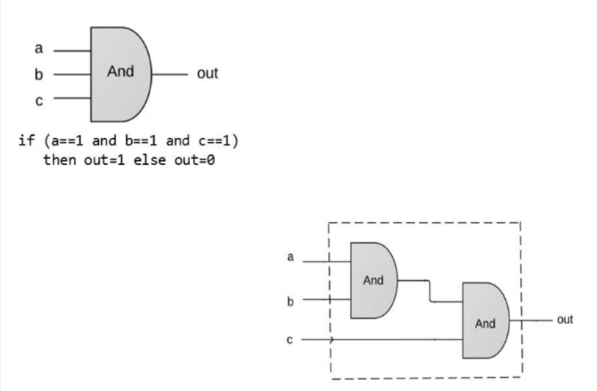 a
b
c
And
out
if (a==1 and b==1 and c==1)
then out=1 else out=0
a
b
c
And
And
out